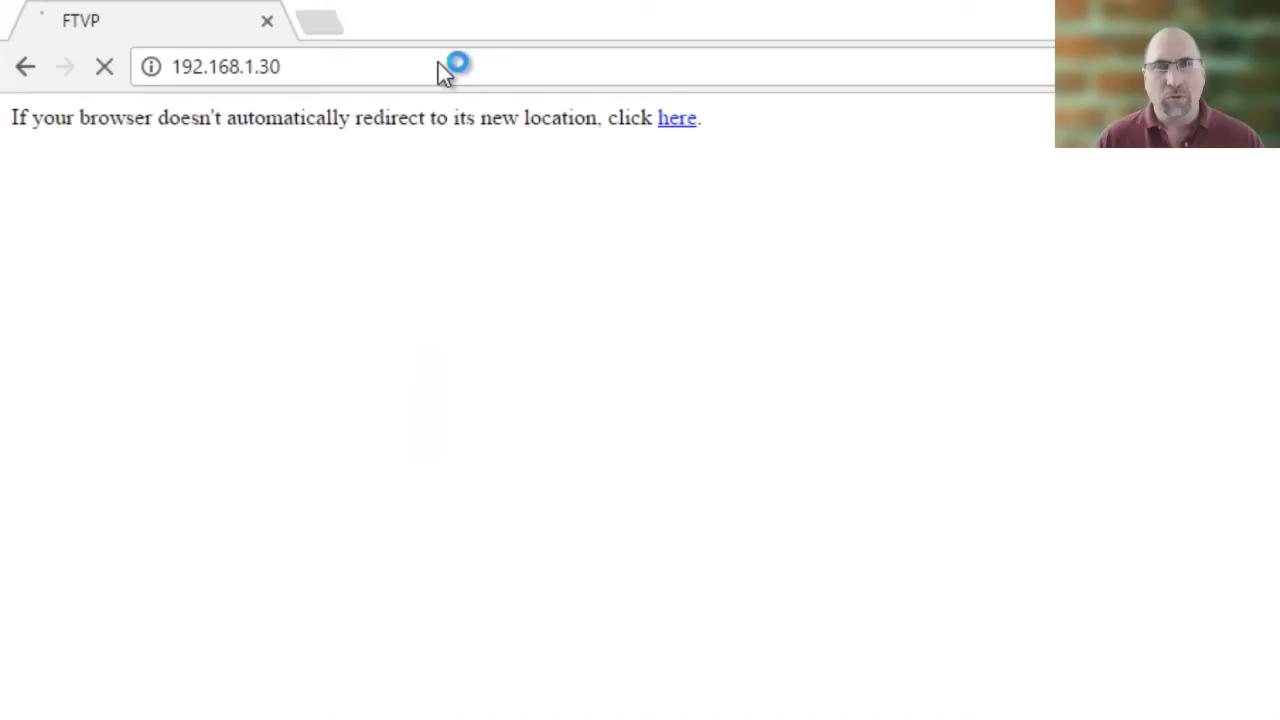 FTVP
192.168.1.30
If your browser doesn't automatically redirect to its new location, click here.